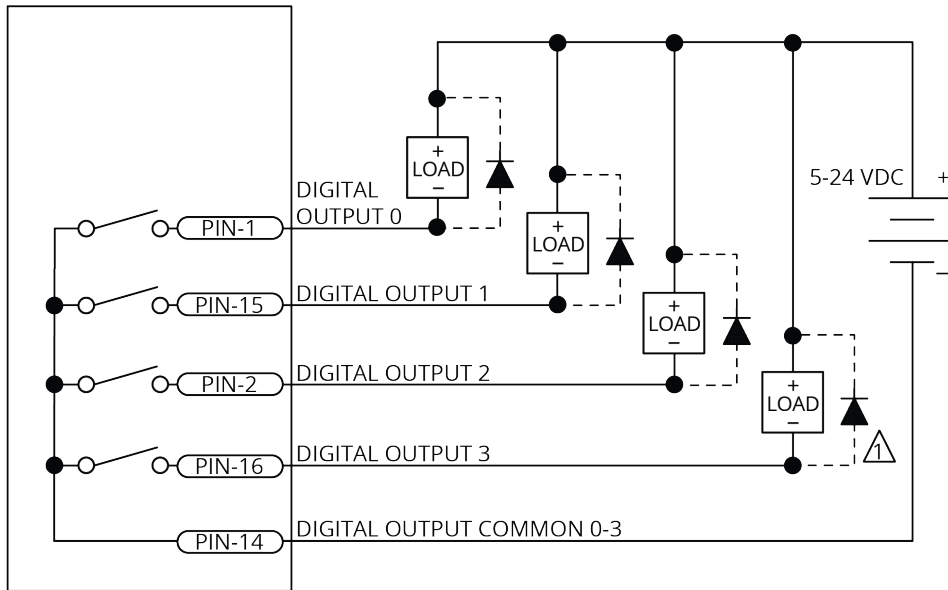 +
LOAD
−
5-24 VDC
+
−
DIGITAL
OUTPUT 0
PIN-1
+
LOAD
−
DIGITAL OUTPUT 1
PIN-15
+
LOAD
−
DIGITAL OUTPUT 2
PIN-2
+
LOAD
−
1
DIGITAL OUTPUT 3
PIN-16
DIGITAL OUTPUT COMMON 0-3
PIN-14